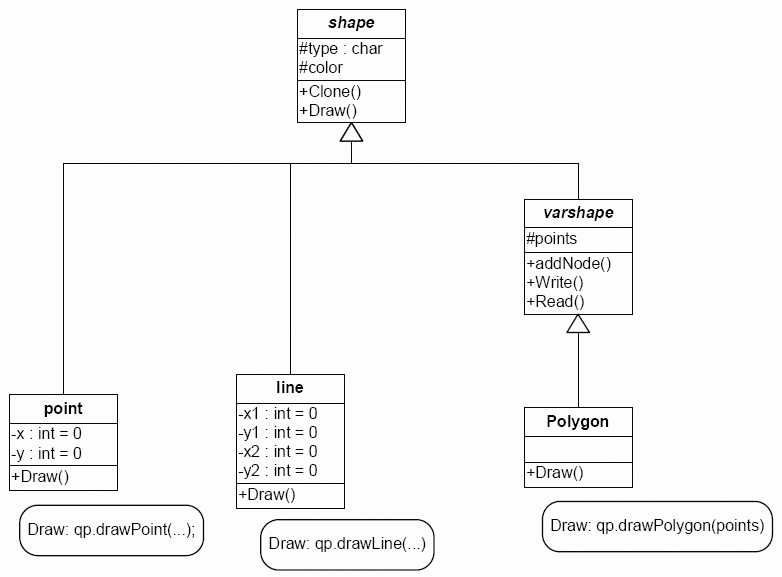 shape
#type : char
#color
+Clone()
+Draw()
varshape
#points
+addNode()
+Write()
+Read()
point
-x : int = 0
-y : int = 0
+Draw()
line
-x1 : int = 0
-y1 : int = 0
-x2 : int = 0
-y2 : int = 0
+Draw()
Polygon
+Draw()
Draw: qp.drawPoint(...);
Draw: qp.drawLine(...)
Draw: qp.drawPolygon(points)